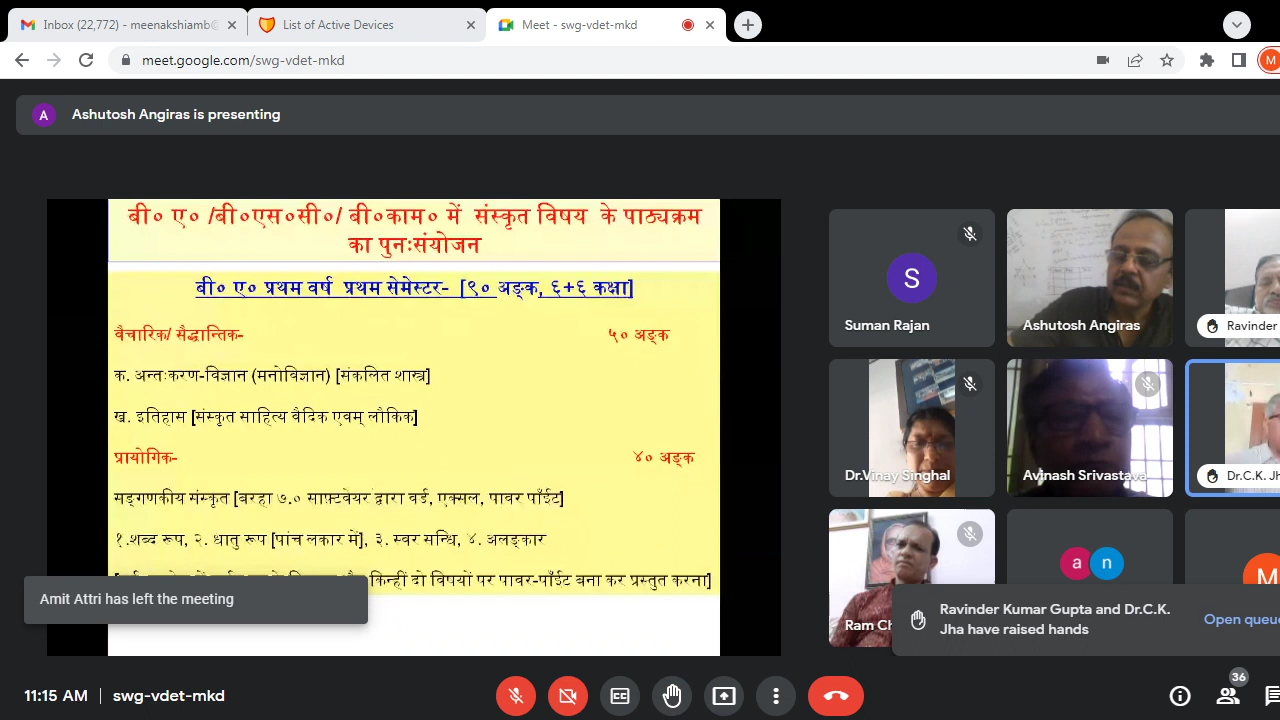 Inbox (22,772) - meenakshiamb@
List of Active Devices
Meet - swg-vdet-mkd
meet.google.com/swg-vdet-mkd
M
A
Ashutosh Angiras is presenting
बी० ए० /बी०एस०सी०/ बी०काम० में संस्कृत विषय के पाठ्यक्रम
का पुनःसंयोजन
बी० ए० प्रथम वर्ष प्रथम सेमेस्टर- [९० अङ्क, ६+६ कक्षा]
वैचारिक/ सैद्धान्तिक- ५० अङ्क
क. अन्तःकरण-विज्ञान (मनोविज्ञान) [संकलित शास्त्र]
ख. इतिहास [संस्कृत साहित्य वैदिक एवम् लौकिक]
प्रायोगिक- ४० अङ्क
सङ्गणकीय संस्कृत [बरहा ७.० साफ़्टवेयर द्वारा वर्ड, एक्सल, पावर पाँईट]
१.शब्द रूप, २. धातु रूप [पांच लकार में], ३. स्वर सन्धि, ४. अलङ्कार
किन्हीं दो विषयों पर पावर-पाँईट बना कर प्रस्तुत करना]
Amit Attri has left the meeting
S
Suman Rajan
Ashutosh Angiras
Ravinder
Dr.Vinay Singhal
Avinash Srivastava
Dr.C.K. Jh
Ram Ch
a n
M
Ravinder Kumar Gupta and Dr.C.K.
Jha have raised hands
Open queue
11:15 AM | swg-vdet-mkd
36